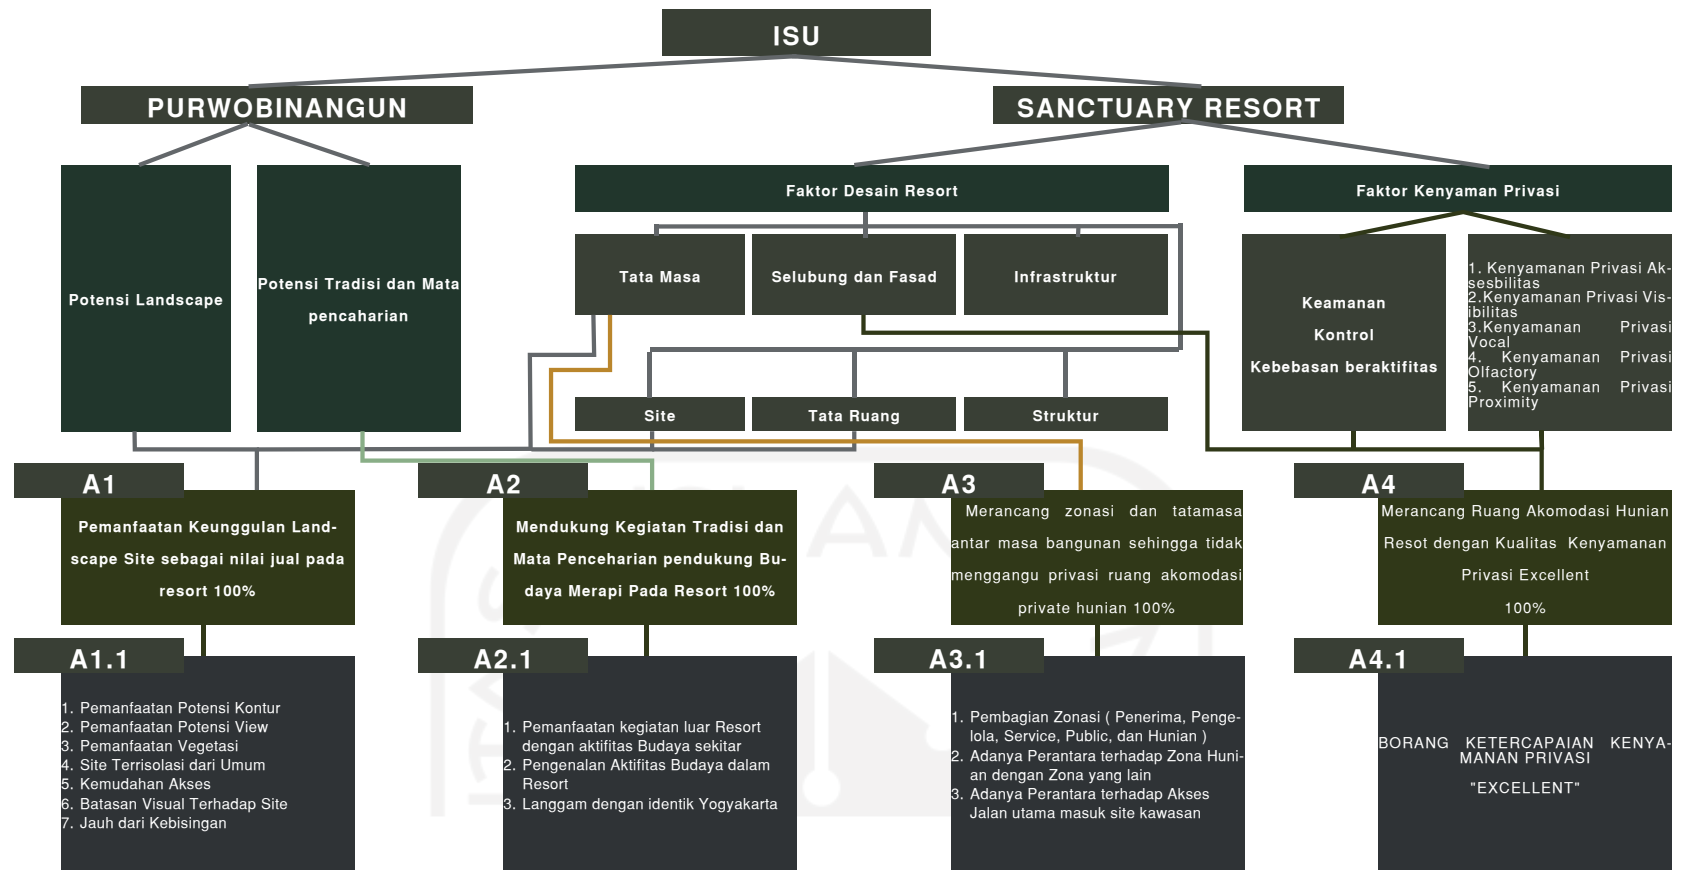 ISU
PURWOBINANGUN
SANCTUARY RESORT
Potensi Landscape
Potensi Tradisi dan Mata
pencaharian
Faktor Desain Resort
Faktor Kenyaman Privasi
Tata Masa
Selubung dan Fasad
Infrastruktur
Site
Tata Ruang
Struktur
Keamanan
Kontrol
Kebebasan beraktifitas
1. Kenyamanan Privasi Ak-
sesbilitas
2.Kenyamanan Privasi Vis-
ibilitas
3.Kenyamanan Privasi
Vocal
4. Kenyamanan Privasi
Olfactory
5. Kenyamanan Privasi
Proximity
A1
Pemanfaatan Keunggulan Land-
scape Site sebagai nilai jual pada
resort 100%
A2
Mendukung Kegiatan Tradisi dan
Mata Penceharian pendukung Bu-
daya Merapi Pada Resort 100%
A3
Merancang zonasi dan tatamasa
antar masa bangunan sehingga tidak
menggangu privasi ruang akomodasi
private hunian 100%
A4
Merancang Ruang Akomodasi Hunian
Resot dengan Kualitas Kenyamanan
Privasi Excellent
100%
A1.1
1. Pemanfaatan Potensi Kontur
2. Pemanfaatan Potensi View
3. Pemanfaatan Vegetasi
4. Site Terrisolasi dari Umum
5. Kemudahan Akses
6. Batasan Visual Terhadap Site
7. Jauh dari Kebisingan
A2.1
1. Pemanfaatan kegiatan luar Resort
dengan aktifitas Budaya sekitar
2. Pengenalan Aktifitas Budaya dalam
Resort
3. Langgam dengan identik Yogyakarta
A3.1
1. Pembagian Zonasi ( Penerima, Penge-
lola, Service, Public, dan Hunian )
2. Adanya Perantara terhadap Zona Huni-
an dengan Zona yang lain
3. Adanya Perantara terhadap Akses
Jalan utama masuk site kawasan
A4.1
BORANG KETERCAPAIAN KENYA-
MANAN PRIVASI
"EXCELLENT"